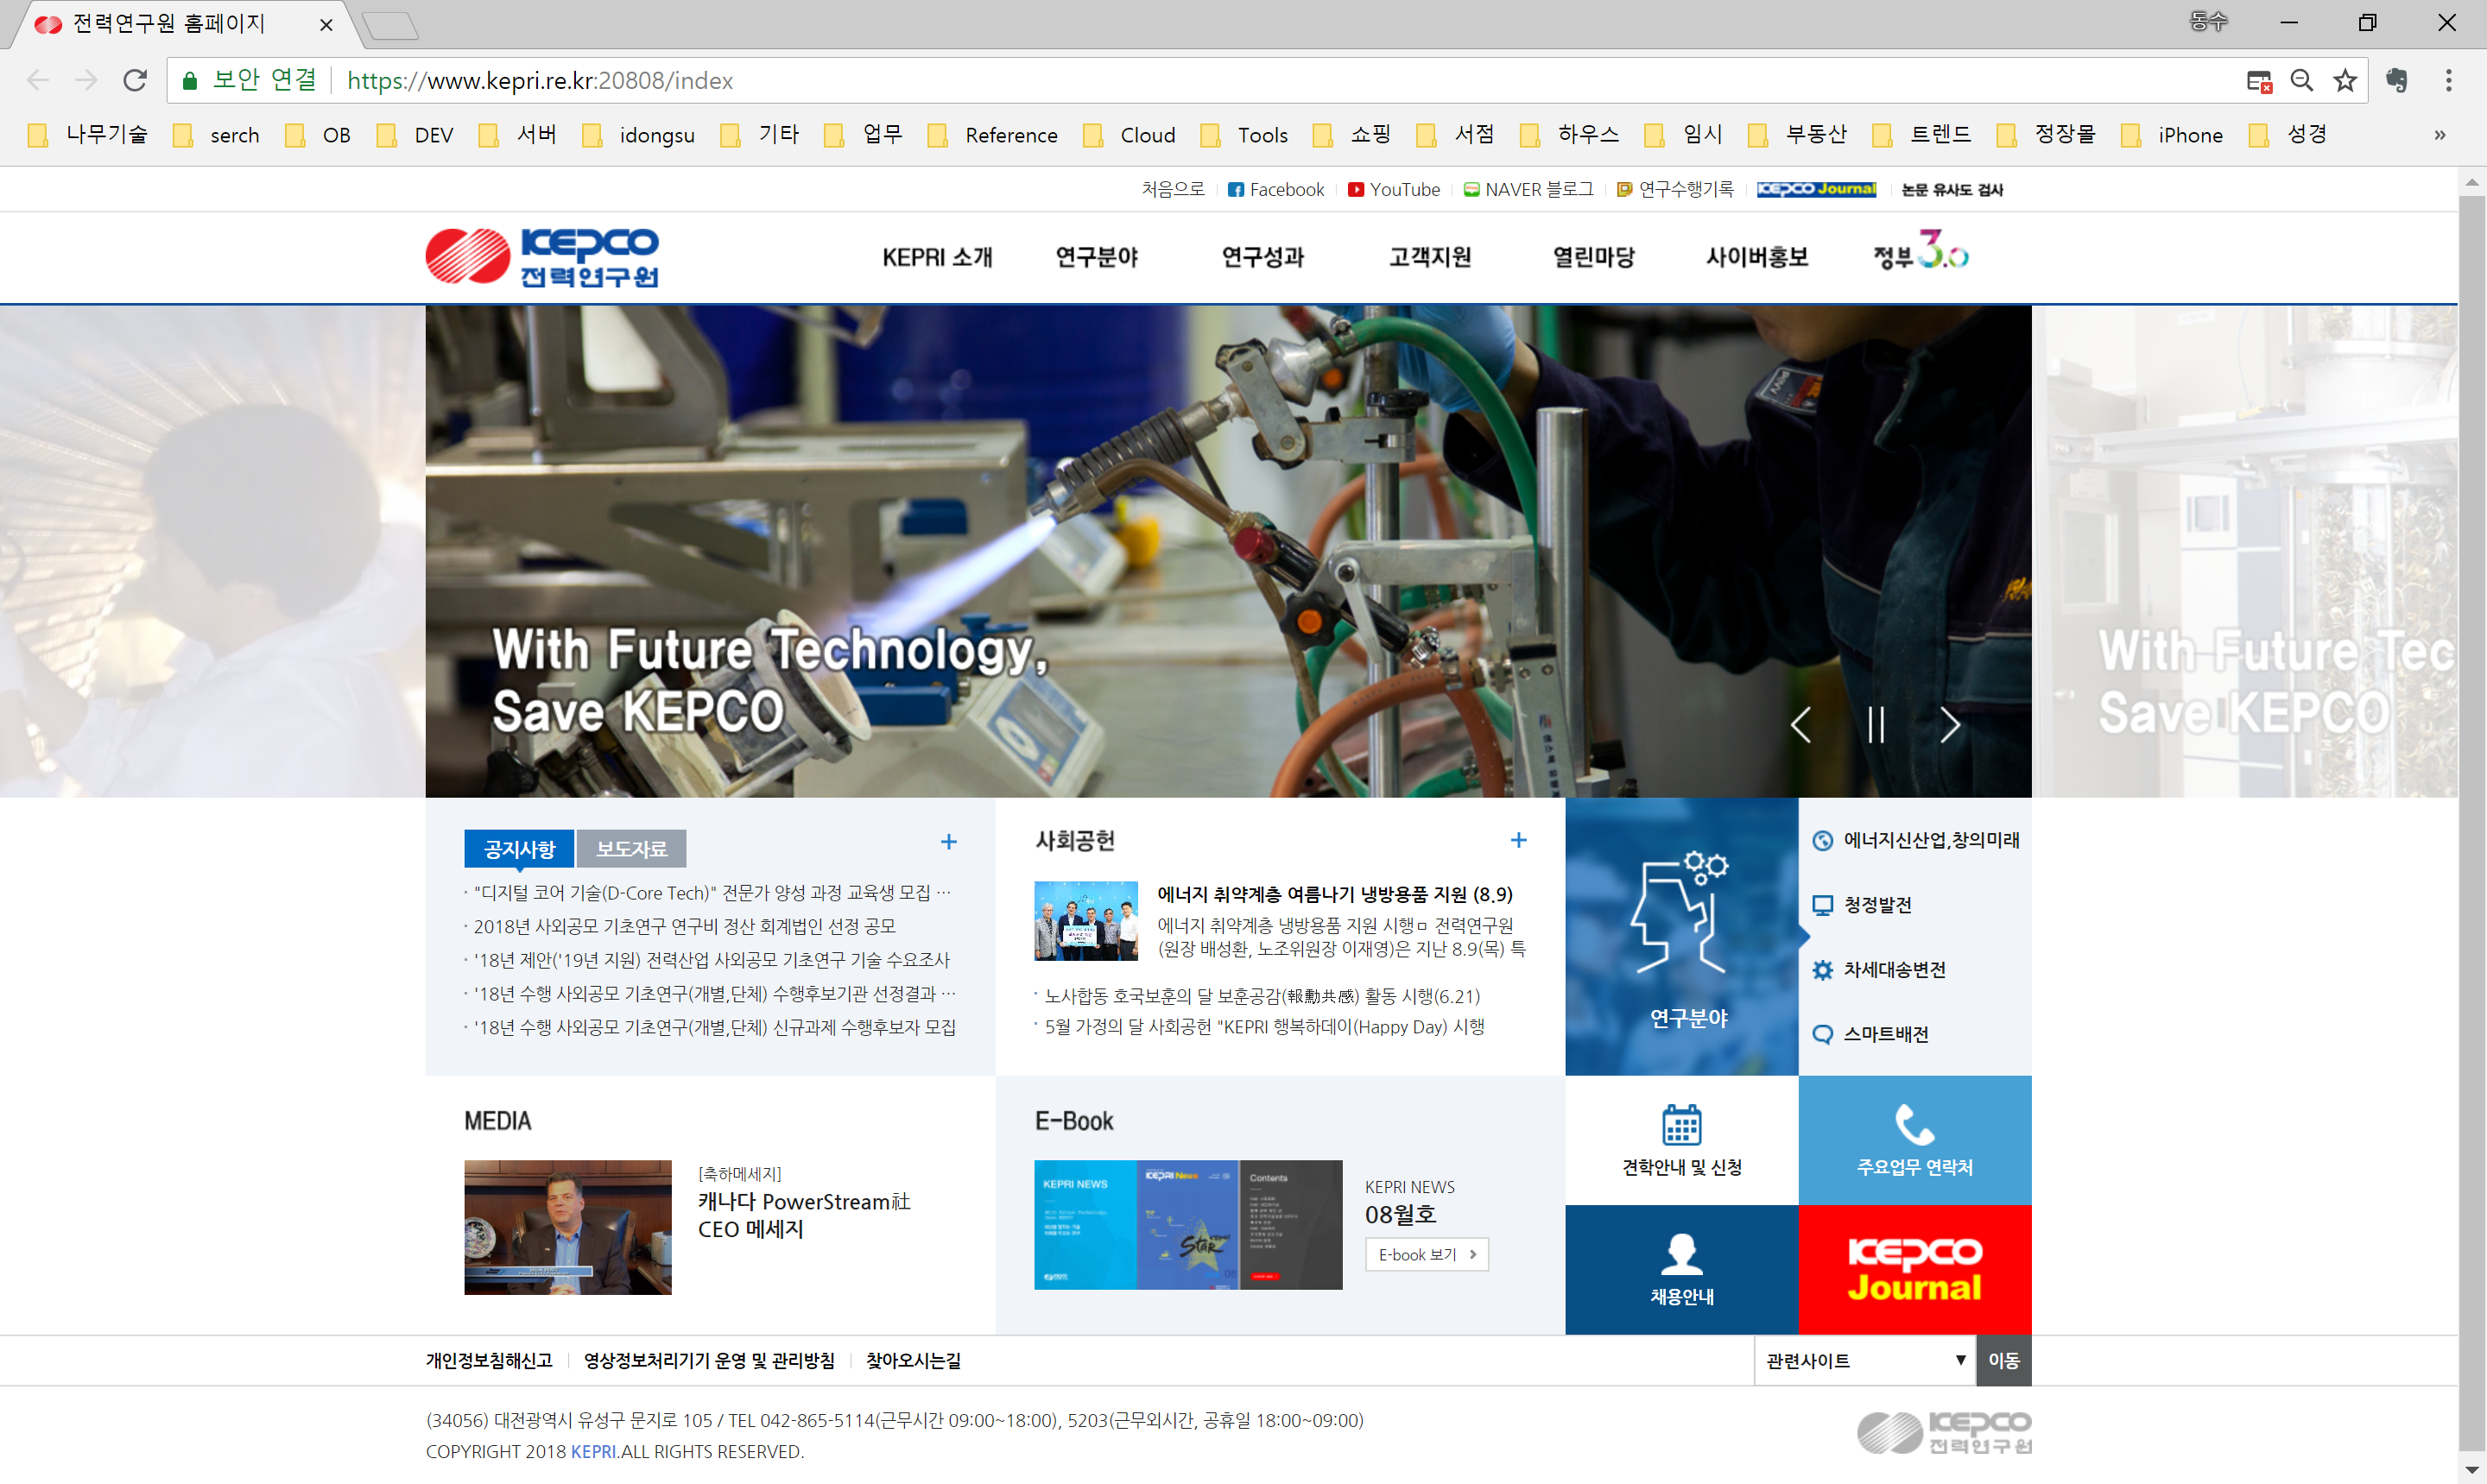 전력연구원 홈페이지
동수
보안 연결 https://www.kepri.re.kr:20808/index
나무기술 serch OB DEV 서버 idongsu 기타 업무 Reference Cloud Tools 쇼핑 서점 하우스 임시 부동산 트렌드 정장몰 iPhone 성경 »
처음으로 Facebook YouTube NAVER 블로그 연구수행기록 KEPCO Journal 논문 유사도 검사
KEPCO
전력연구원
KEPRI 소개 연구분야 연구성과 고객지원 열린마당 사이버홍보 정부3.0
With Future Technology,
Save KEPCO
With Future Tec
Save KEPCO
공지사항 보도자료 +
· "디지털 코어 기술(D-Core Tech)" 전문가 양성 과정 교육생 모집 …
· 2018년 사외공모 기초연구 연구비 정산 회계법인 선정 공모
· '18년 제안('19년 지원) 전력산업 사외공모 기초연구 기술 수요조사
· '18년 수행 사외공모 기초연구(개별,단체) 수행후보기관 선정결과 …
· '18년 수행 사외공모 기초연구(개별,단체) 신규과제 수행후보자 모집
사회공헌 +
에너지 취약계층 여름나기 냉방용품 지원 (8.9)
에너지 취약계층 냉방용품 지원 시행ㅁ 전력연구원
(원장 배성환, 노조위원장 이재영)은 지난 8.9(목) 특
· 노사합동 호국보훈의 달 보훈공감(報勳共感) 활동 시행(6.21)
· 5월 가정의 달 사회공헌 "KEPRI 행복하데이(Happy Day) 시행
연구분야
에너지신산업,창의미래
청정발전
차세대송변전
스마트배전
MEDIA
[축하메세지]
캐나다 PowerStream社
CEO 메세지
E-Book
KEPRI NEWS
KEPRI News
Contents
STAR
08
KEPRI NEWS
08월호
E-book 보기
견학안내 및 신청
주요업무 연락처
채용안내
KEPCO
Journal
개인정보침해신고 영상정보처리기기 운영 및 관리방침 찾아오시는길
관련사이트 ▼ 이동
(34056) 대전광역시 유성구 문지로 105 / TEL 042-865-5114(근무시간 09:00~18:00), 5203(근무외시간, 공휴일 18:00~09:00)
COPYRIGHT 2018 KEPRI.ALL RIGHTS RESERVED.
KEPCO
전력연구원